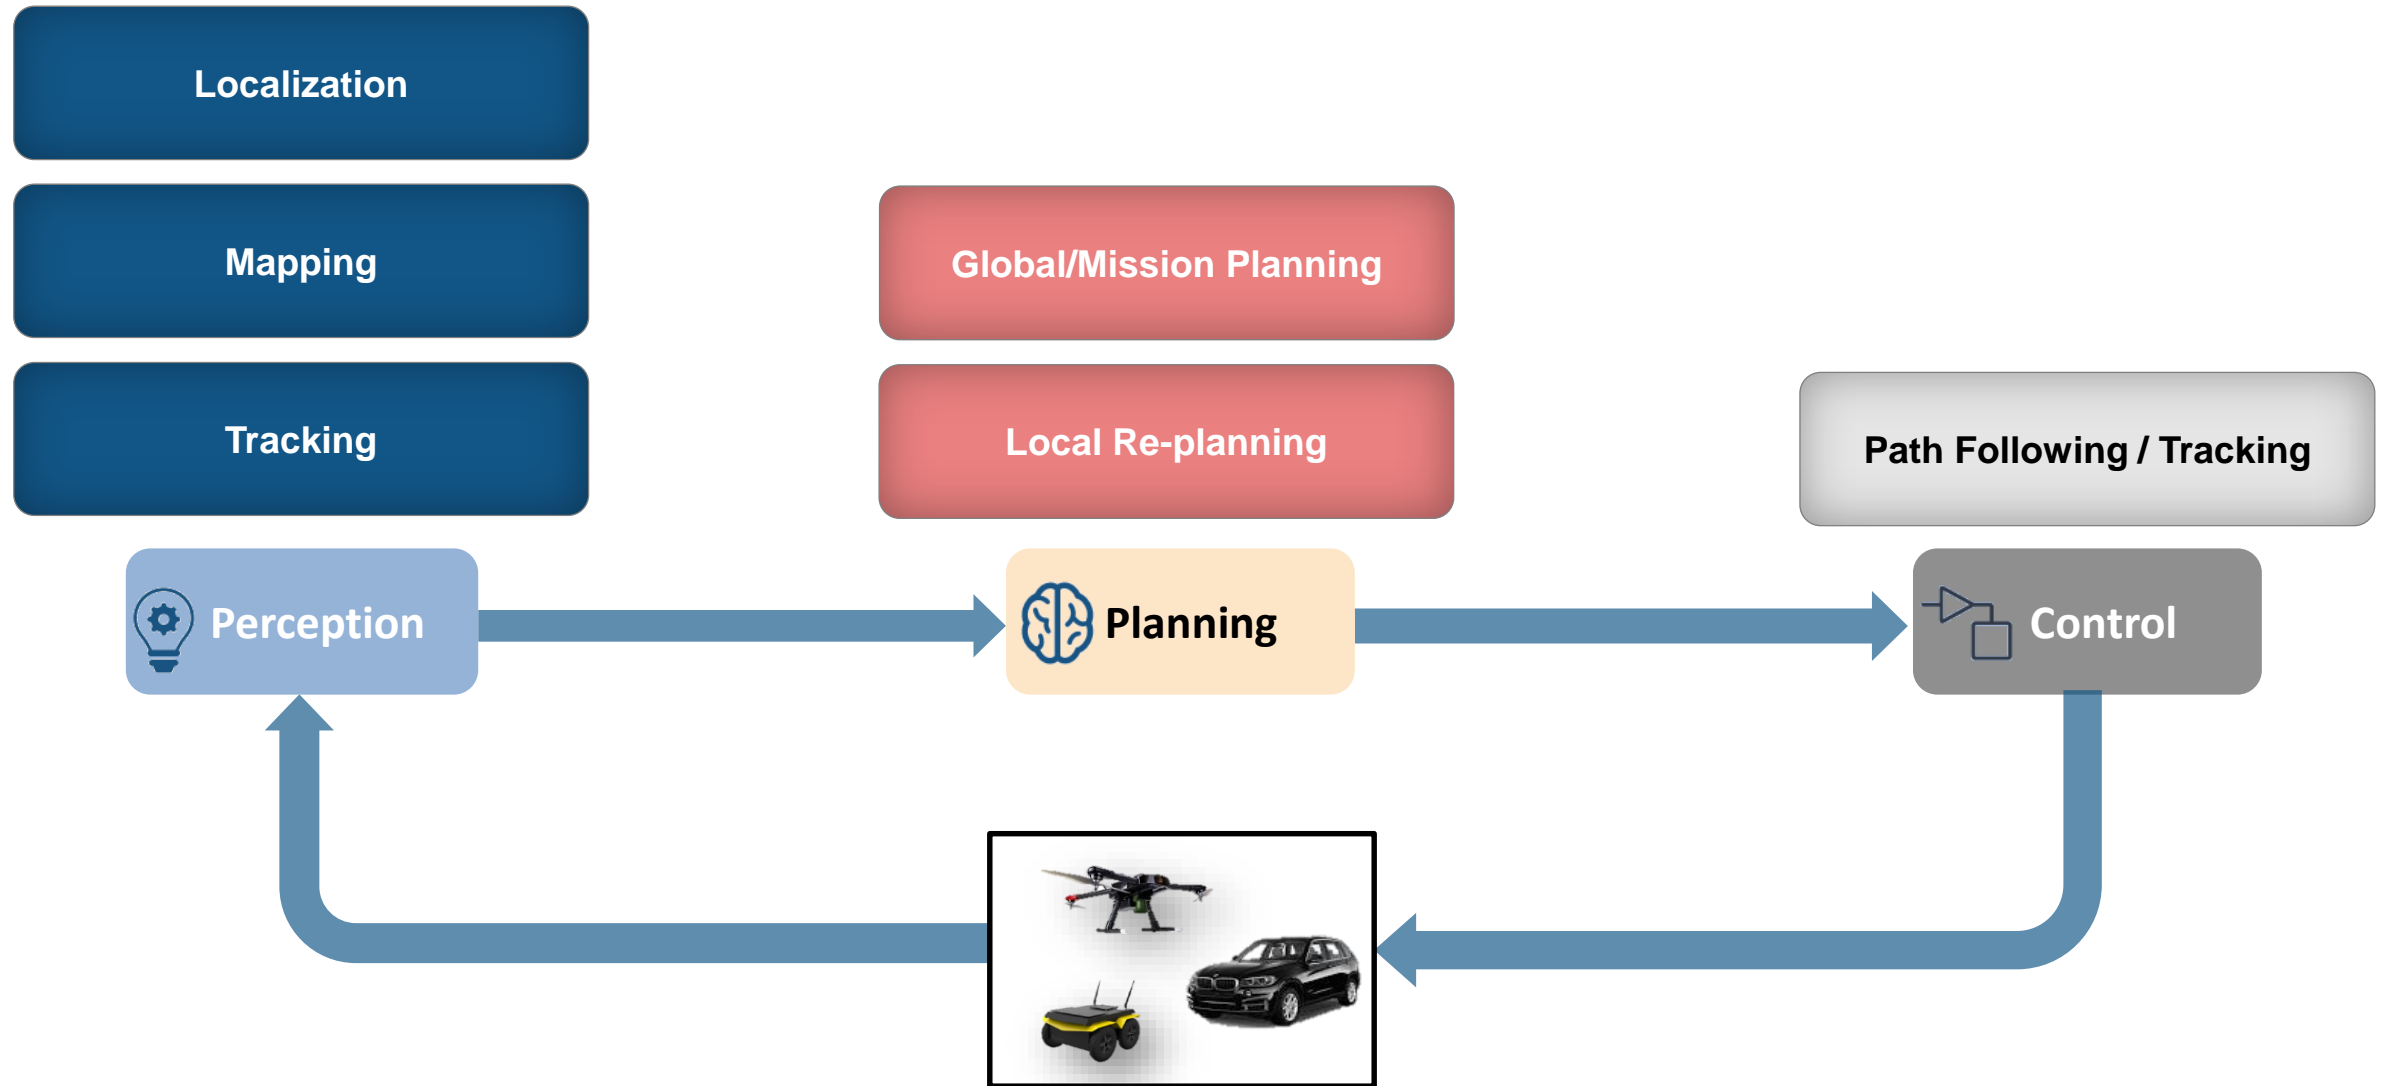 Localization
Mapping
Global/Mission Planning
Tracking
Local Re-planning
Path Following / Tracking
Perception
Planning
Control